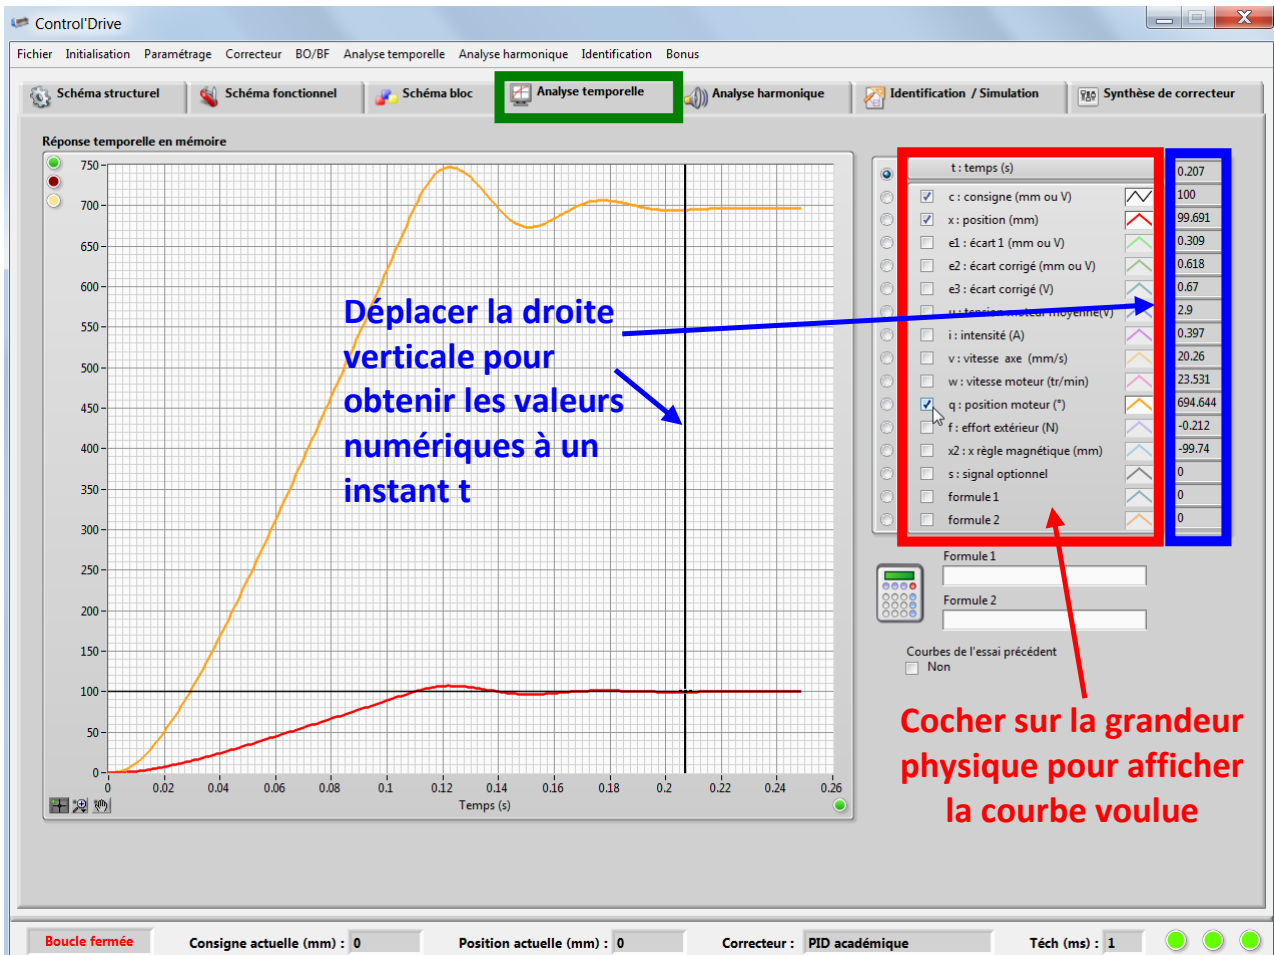 Control'Drive
Fichier Initialisation Paramétrage Correcteur BO/BF Analyse temporelle Analyse harmonique Identification Bonus
Schéma structurel Schéma fonctionnel Schéma bloc Analyse temporelle Analyse harmonique Identification / Simulation Synthèse de correcteur
Réponse temporelle en mémoire
750
700
650
600
550
500
450
400
350
300
250
200
150
100
50
0
0 0.02 0.04 0.06 0.08 0.1 0.12 0.14 0.16 0.18 0.2 0.22 0.24 0.26
Temps (s)
Déplacer la droite
verticale pour
obtenir les valeurs
numériques à un
instant t
t : temps (s) 0.207
c : consigne (mm ou V) 100
x : position (mm) 99.691
e1 : écart 1 (mm ou V) 0.309
e2 : écart corrigé (mm ou V) 0.618
e3 : écart corrigé (V) 0.67
u : tension moteur moyenne(V) 2.9
i : intensité (A) 0.397
v : vitesse axe (mm/s) 20.26
w : vitesse moteur (tr/min) 23.531
q : position moteur (°) 694.644
f : effort extérieur (N) -0.212
x2 : x règle magnétique (mm) -99.74
s : signal optionnel 0
formule 1 0
formule 2 0
Formule 1
Formule 2
Courbes de l'essai précédent
Non
Cocher sur la grandeur
physique pour afficher
la courbe voulue
Boucle fermée Consigne actuelle (mm) : 0 Position actuelle (mm) : 0 Correcteur : PID académique Téch (ms) : 1